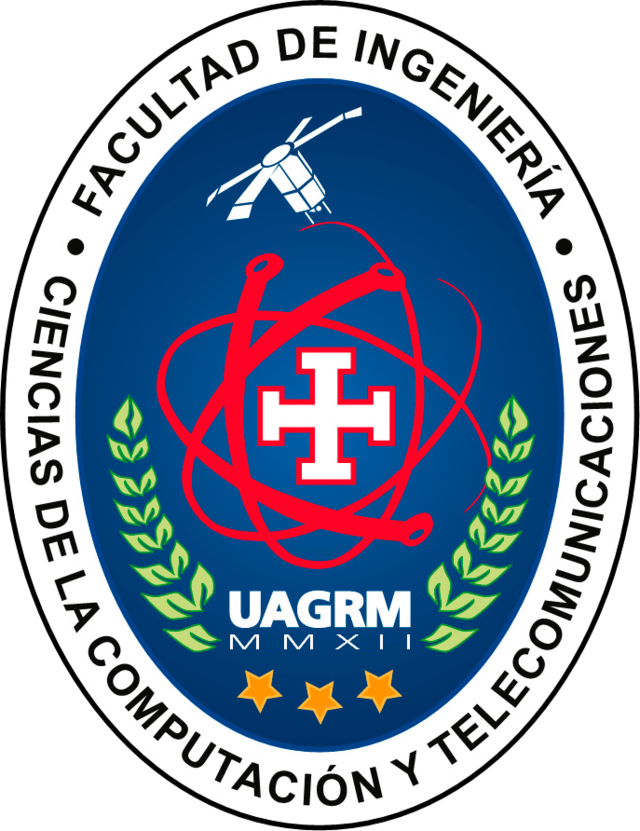 FACULTAD DE INGENIERÍA
CIENCIAS DE LA COMPUTACIÓN Y TELECOMUNICACIONES
UAGRM
MMXII